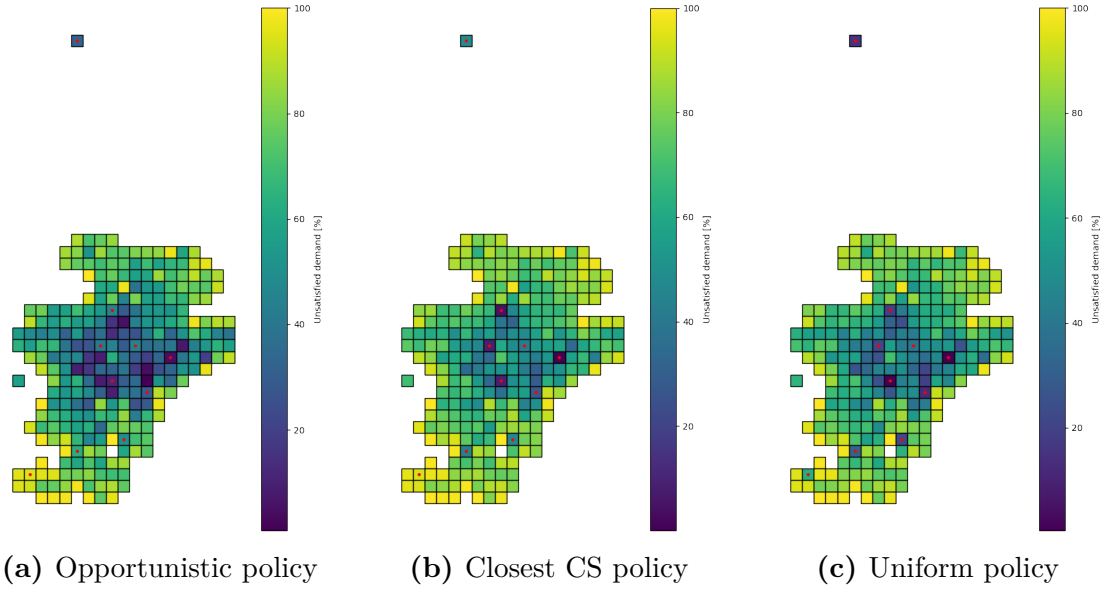 100
80
60
40
20
Unsatisfied demand [%]
100
80
60
40
20
Unsatisfied demand [%]
100
80
60
40
20
Unsatisfied demand [%]
(a) Opportunistic policy
(b) Closest CS policy
(c) Uniform policy